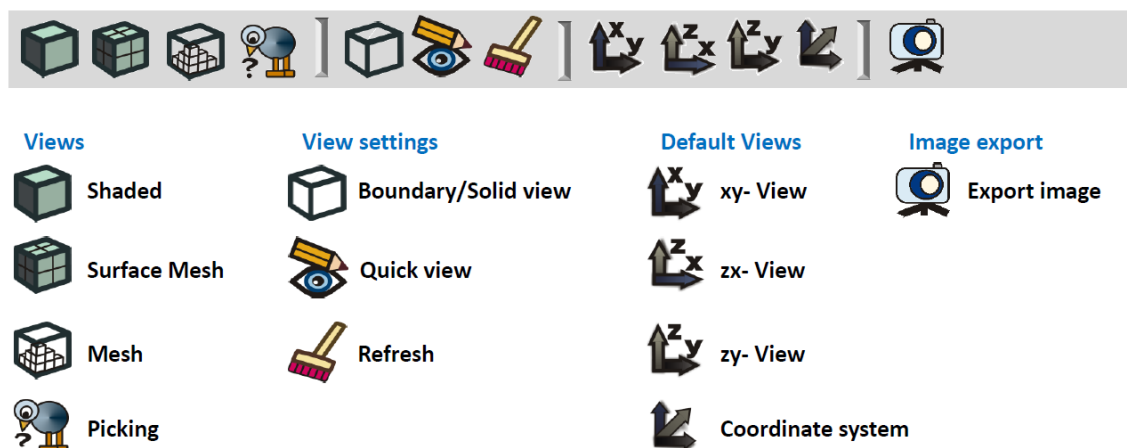 ? x y z x z y
Views View settings Default Views Image export
Shaded Boundary/Solid view x y xy- View Export image
Surface Mesh Quick view z x zx- View
Mesh Refresh z y zy- View
? Picking Coordinate system